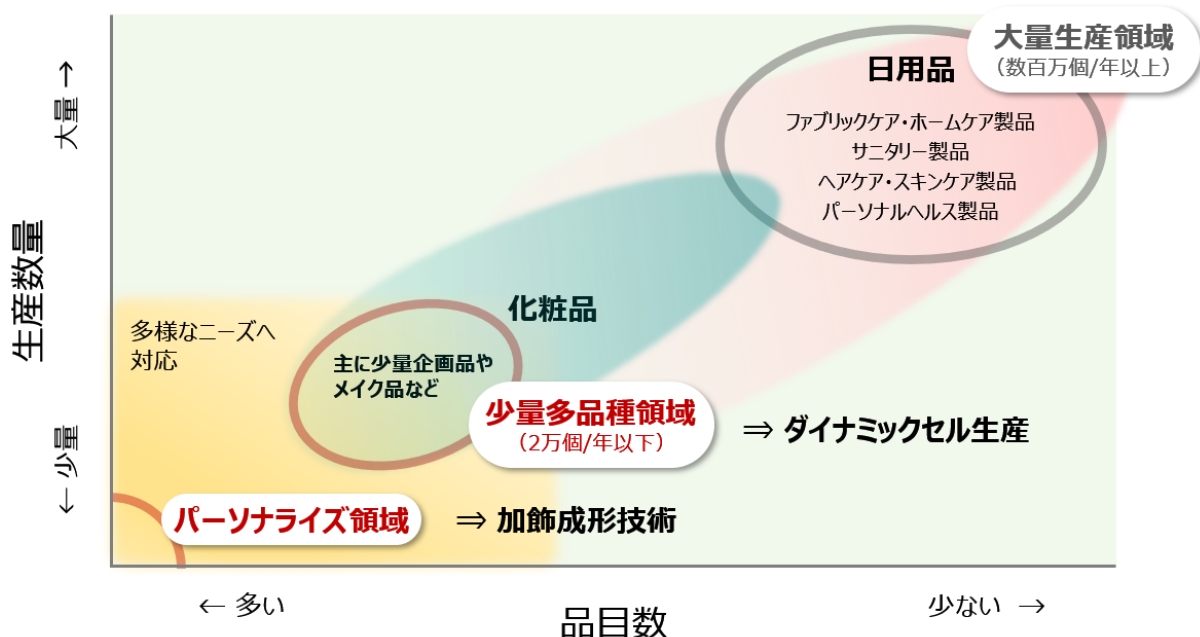 大量生産領域
（数百万個/年以上）
日用品
ファブリックケア・ホームケア製品
サニタリー製品
ヘアケア・スキンケア製品
パーソナルヘルス製品
大量 →
生産数量
← 少量
化粧品
多様なニーズへ
対応
主に少量企画品や
メイク品など
少量多品種領域
（2万個/年以下）
⇒ ダイナミックセル生産
パーソナライズ領域
⇒ 加飾成形技術
← 多い
品目数
少ない →